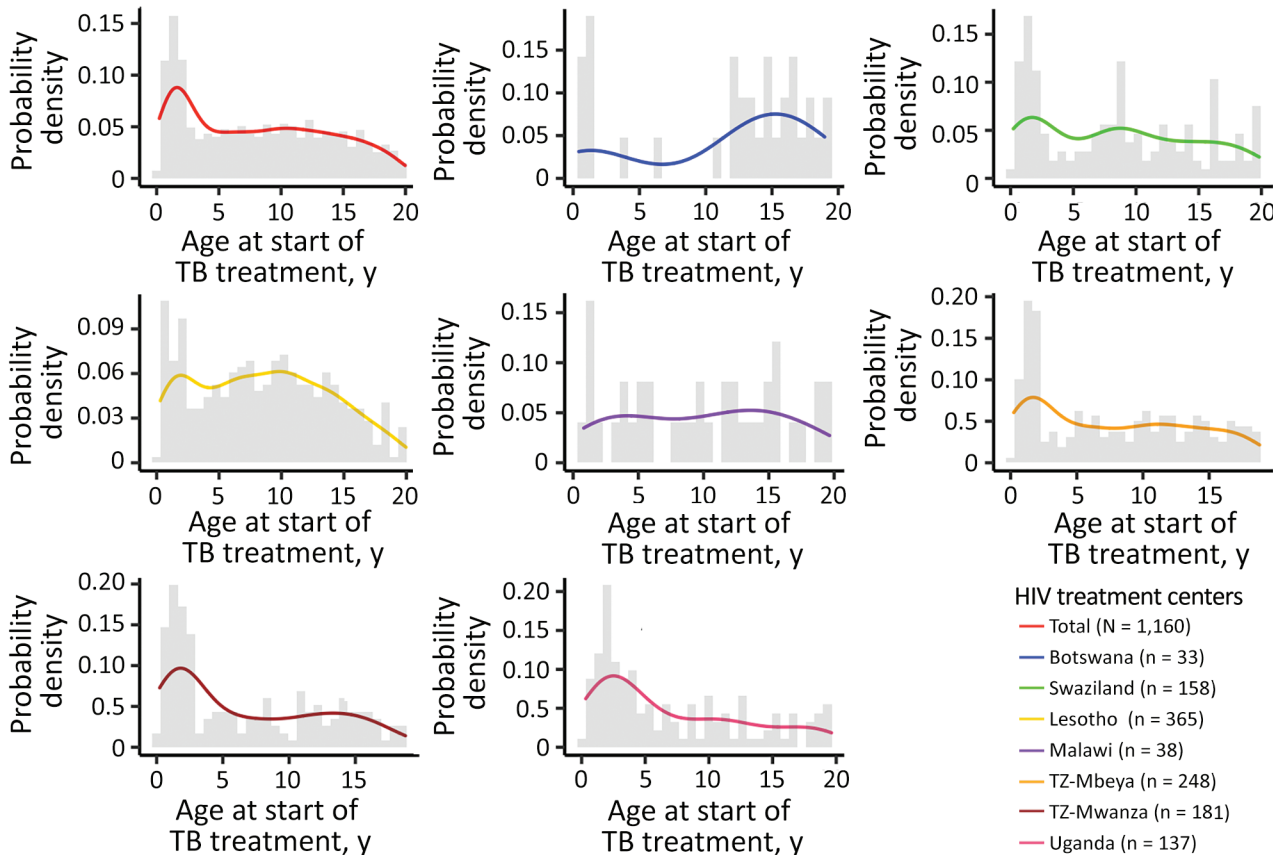 Probability
density
0.15
0.10
0.05
0
0
5
10
15
20
Age at start of
TB treatment, y
Probability
density
0.15
0.10
0.05
0
0
5
10
15
20
Age at start of
TB treatment, y
Probability
density
0.15
0.10
0.05
0
0
5
10
15
20
Age at start of
TB treatment, y
Probability
density
0.09
0.06
0.03
0
0
5
10
15
20
Age at start of
TB treatment, y
Probability
density
0.15
0.10
0.05
0
0
5
10
15
20
Age at start of
TB treatment, y
Probability
density
0.20
0.15
0.10
0.5
0
0
5
10
15
Age at start of
TB treatment, y
Probability
density
0.20
0.15
0.10
0.5
0
0
5
10
15
Age at start of
TB treatment, y
Probability
density
0.20
0.15
0.10
0.5
0
0
5
10
15
20
Age at start of
TB treatment, y
HIV treatment centers
Total (N = 1,160)
Botswana (n = 33)
Swaziland (n = 158)
Lesotho (n = 365)
Malawi (n = 38)
TZ-Mbeya (n = 248)
TZ-Mwanza (n = 181)
Uganda (n = 137)